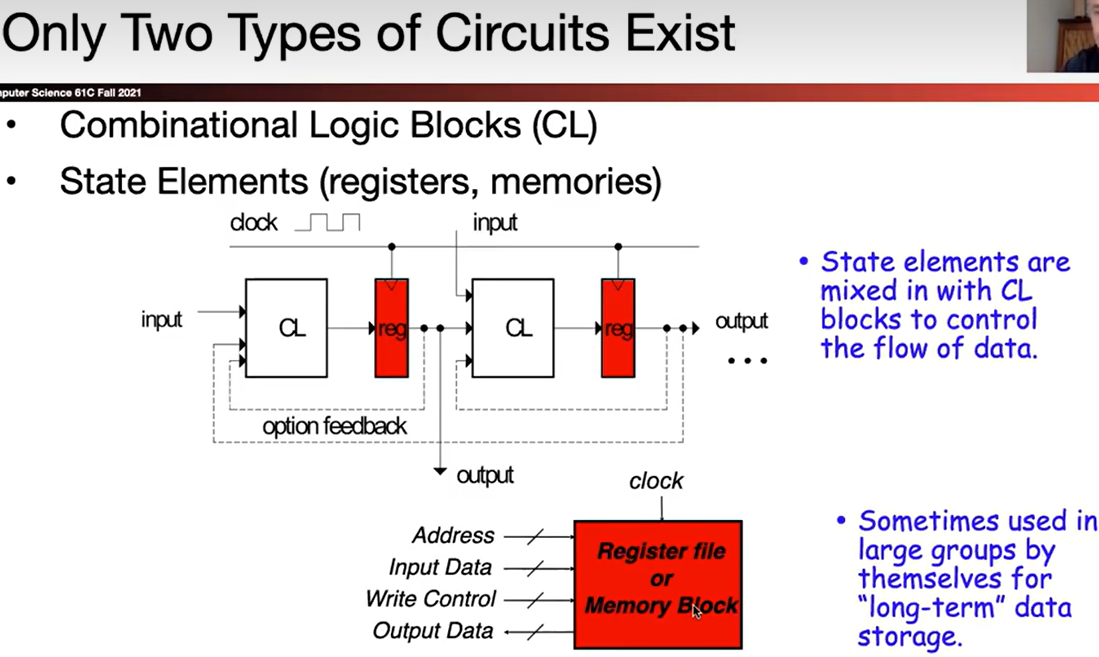 Only Two Types of Circuits Exist
puter Science 61C Fall 2021
• Combinational Logic Blocks (CL)
• State Elements (registers, memories)
clock
input
input
CL
reg
CL
reg
output
...
option feedback
output
• State elements are
mixed in with CL
blocks to control
the flow of data.
clock
Address
Input Data
Write Control
Output Data
Register file
or
Memory Block
• Sometimes used in
large groups by
themselves for
“long-term” data
storage.